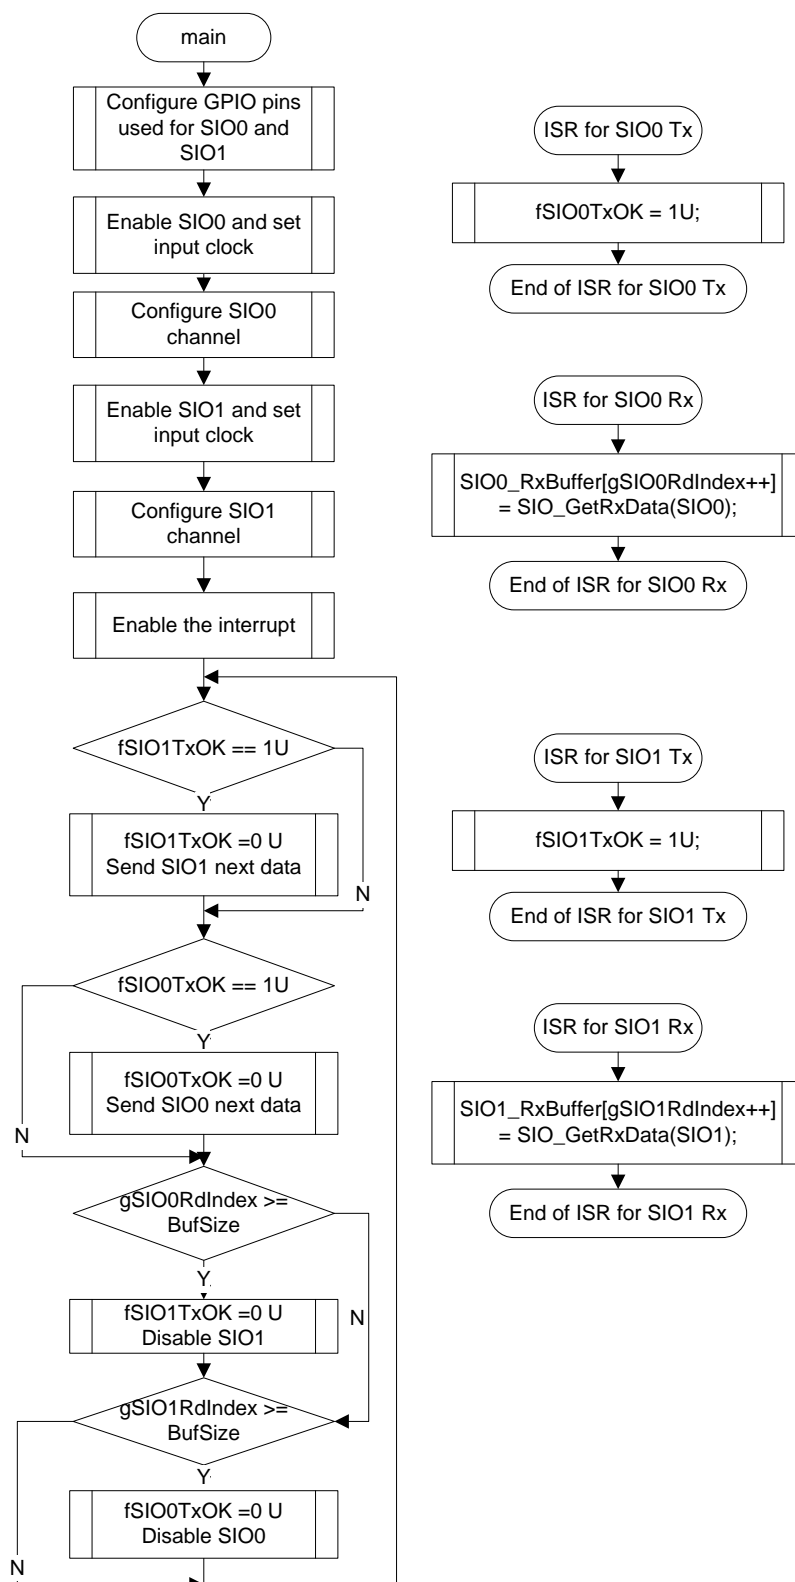 main
Configure GPIO pins
used for SIO0 and
SIO1
Enable SIO0 and set
input clock
Configure SIO0
channel
Enable SIO1 and set
input clock
Configure SIO1
channel
Enable the interrupt
fSIO1TxOK == 1U
Y
fSIO1TxOK =0 U
Send SIO1 next data
N
fSIO0TxOK == 1U
Y
fSIO0TxOK =0 U
Send SIO0 next data
N
gSIO0RdIndex >=
BufSize
Y
fSIO1TxOK =0 U
Disable SIO1
N
gSIO1RdIndex >=
BufSize
Y
fSIO0TxOK =0 U
Disable SIO0
N
ISR for SIO0 Tx
fSIO0TxOK = 1U;
End of ISR for SIO0 Tx
ISR for SIO0 Rx
SIO0_RxBuffer[gSIO0RdIndex++]
= SIO_GetRxData(SIO0);
End of ISR for SIO0 Rx
ISR for SIO1 Tx
fSIO1TxOK = 1U;
End of ISR for SIO1 Tx
ISR for SIO1 Rx
SIO1_RxBuffer[gSIO1RdIndex++]
= SIO_GetRxData(SIO1);
End of ISR for SIO1 Rx